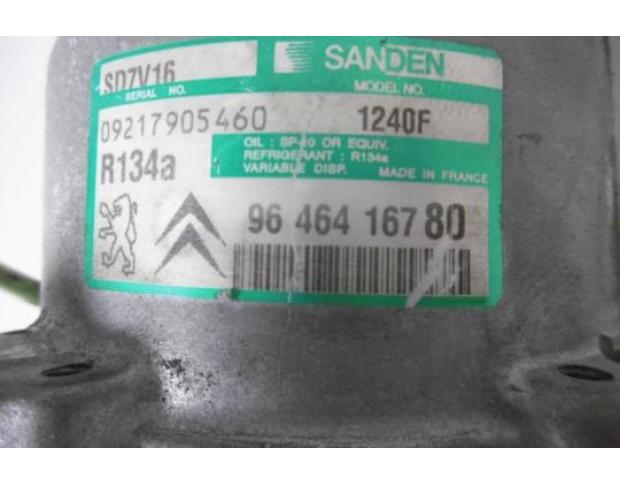 SD7V16 SANDEN
SERIAL NO. MODEL NO.
09217905460 1240F
OIL : SP-10 OR EQUIV.
R134a REFRIGERANT : R134a
VARIABLE DISP. MADE IN FRANCE
96 464 167 80